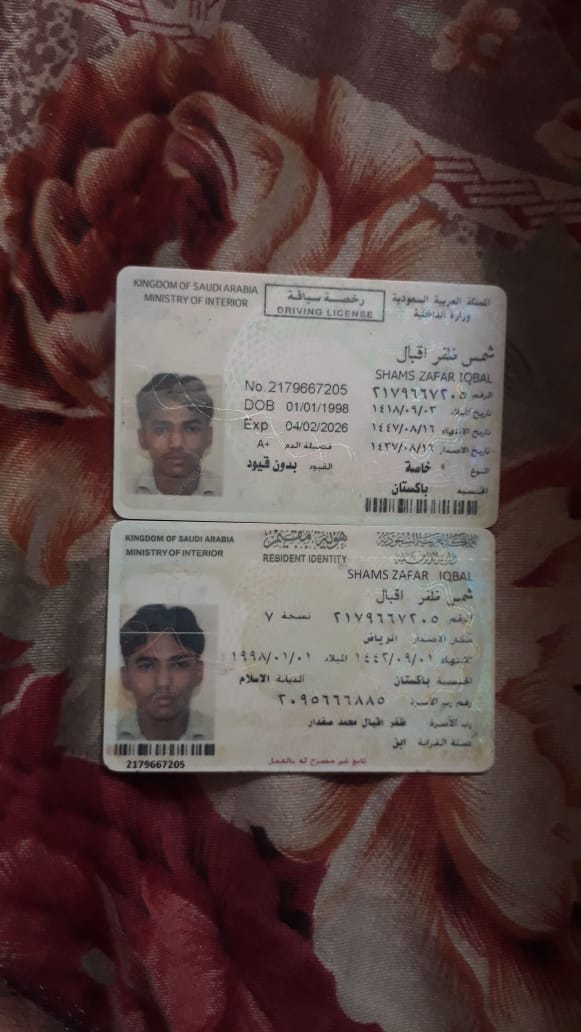 KINGDOM OF SAUDI ARABIA
MINISTRY OF INTERIOR
رخصة سياقة
DRIVING LICENSE
المملكة العربية السعودية
وزارة الداخلية
شمس ظفر اقبال
SHAMS ZAFAR IQBAL
No. 2179667205 الرقم ٢١٧٩٦٦٧٢٠٥
DOB 01/01/1998 تاريخ الميلاد ١٤١٨/٠٩/٠٣
Exp 04/02/2026 تاريخ الانتهاء ١٤٤٧/٠٨/١٦
A+ فصيلة الدم تاريخ الاصدار ١٤٣٧/٠٨/١٦
النوع خاصة القيود بدون قيود
الجنسية باكستان
KINGDOM OF SAUDI ARABIA
MINISTRY OF INTERIOR
هوية مقيم
RESIDENT IDENTITY
المملكة العربية السعودية
وزارة الداخلية
SHAMS ZAFAR IQBAL
شمس ظفر اقبال
الرقم ٢١٧٩٦٦٧٢٠٥ نسخة ٧
مكان الإصدار الرياض
الانتهاء ١٤٤٢/٠٩/٠١ الميلاد ١٩٩٨/٠١/٠١
الجنسية باكستان الديانة الاسلام
رقم رب الأسرة ٢٠٩٥٦٦٦٨٨٥
رب الأسرة ظفر اقبال محمد صفدار
صلة القرابة ابن
تابع غير مصرح له بالعمل
2179667205